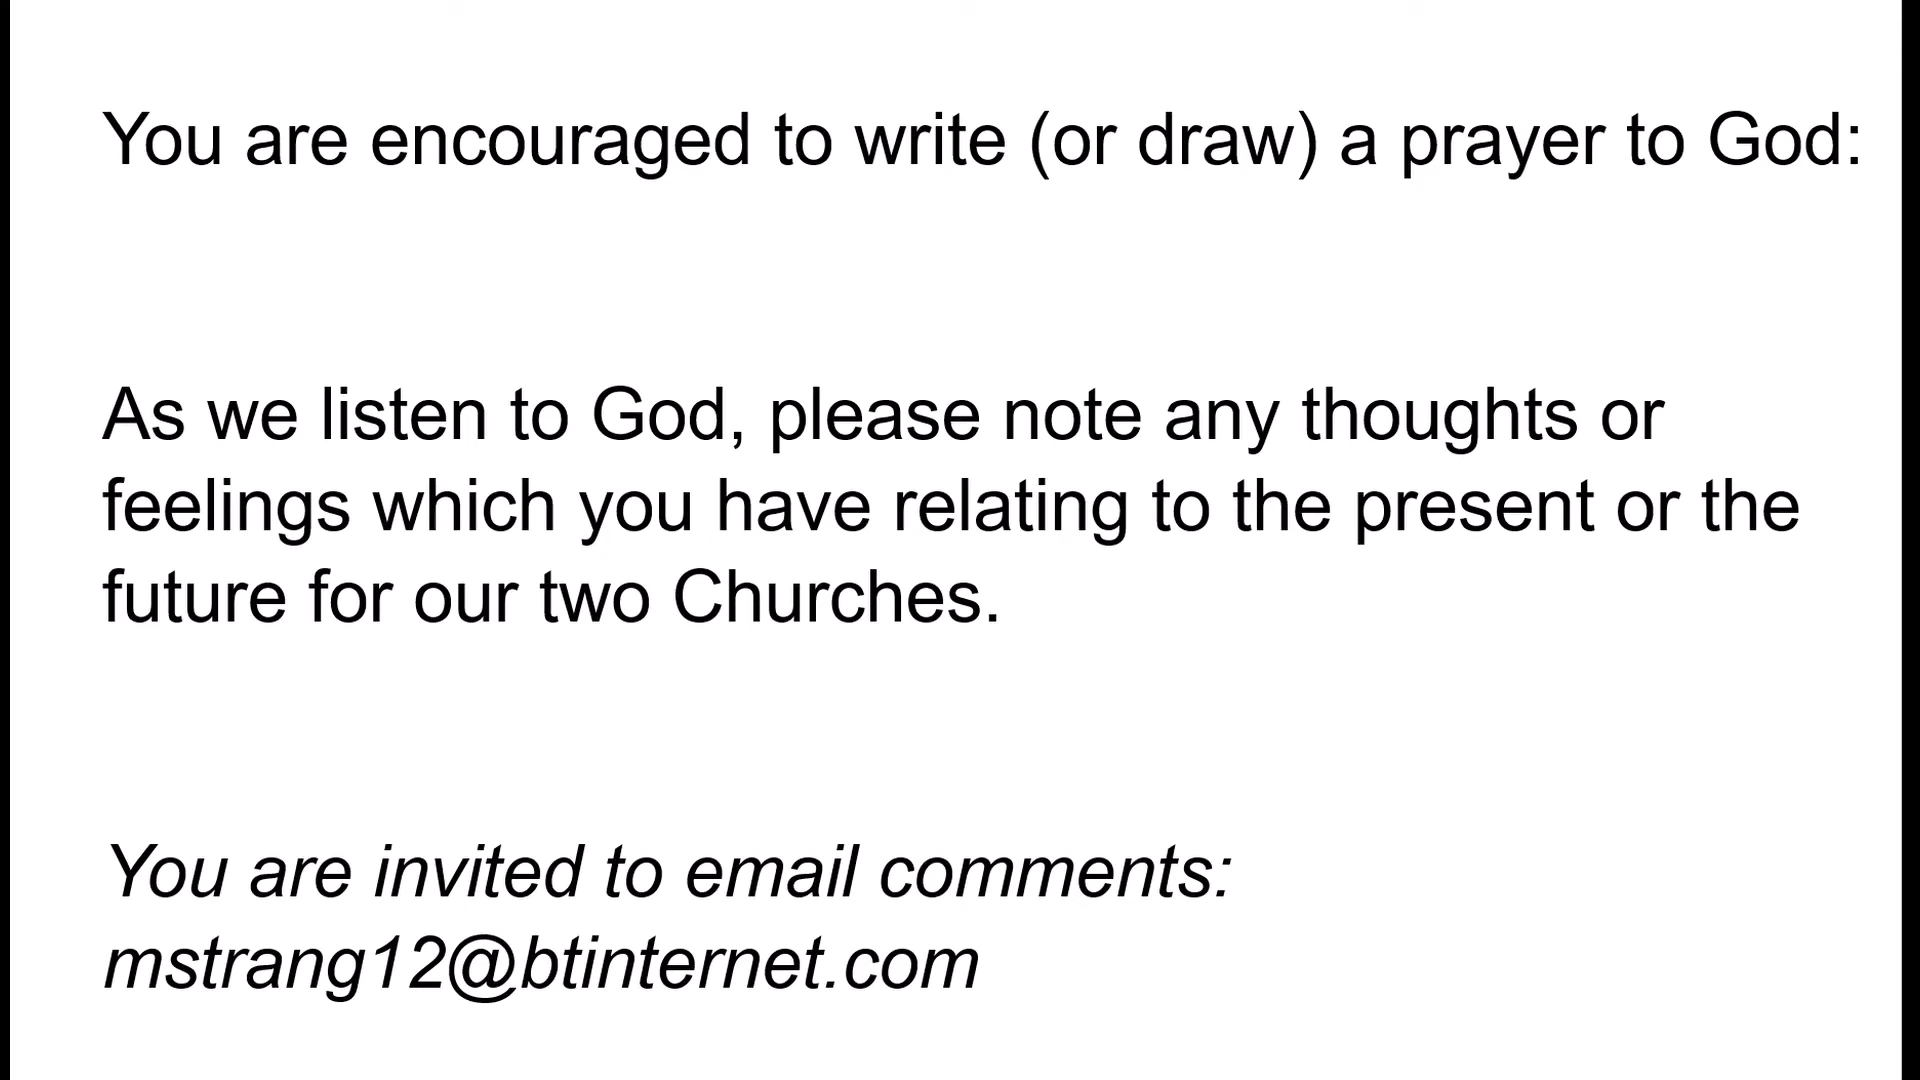 You are encouraged to write (or draw) a prayer to God:
As we listen to God, please note any thoughts or
feelings which you have relating to the present or the
future for our two Churches.
You are invited to email comments:
mstrang12@btinternet.com